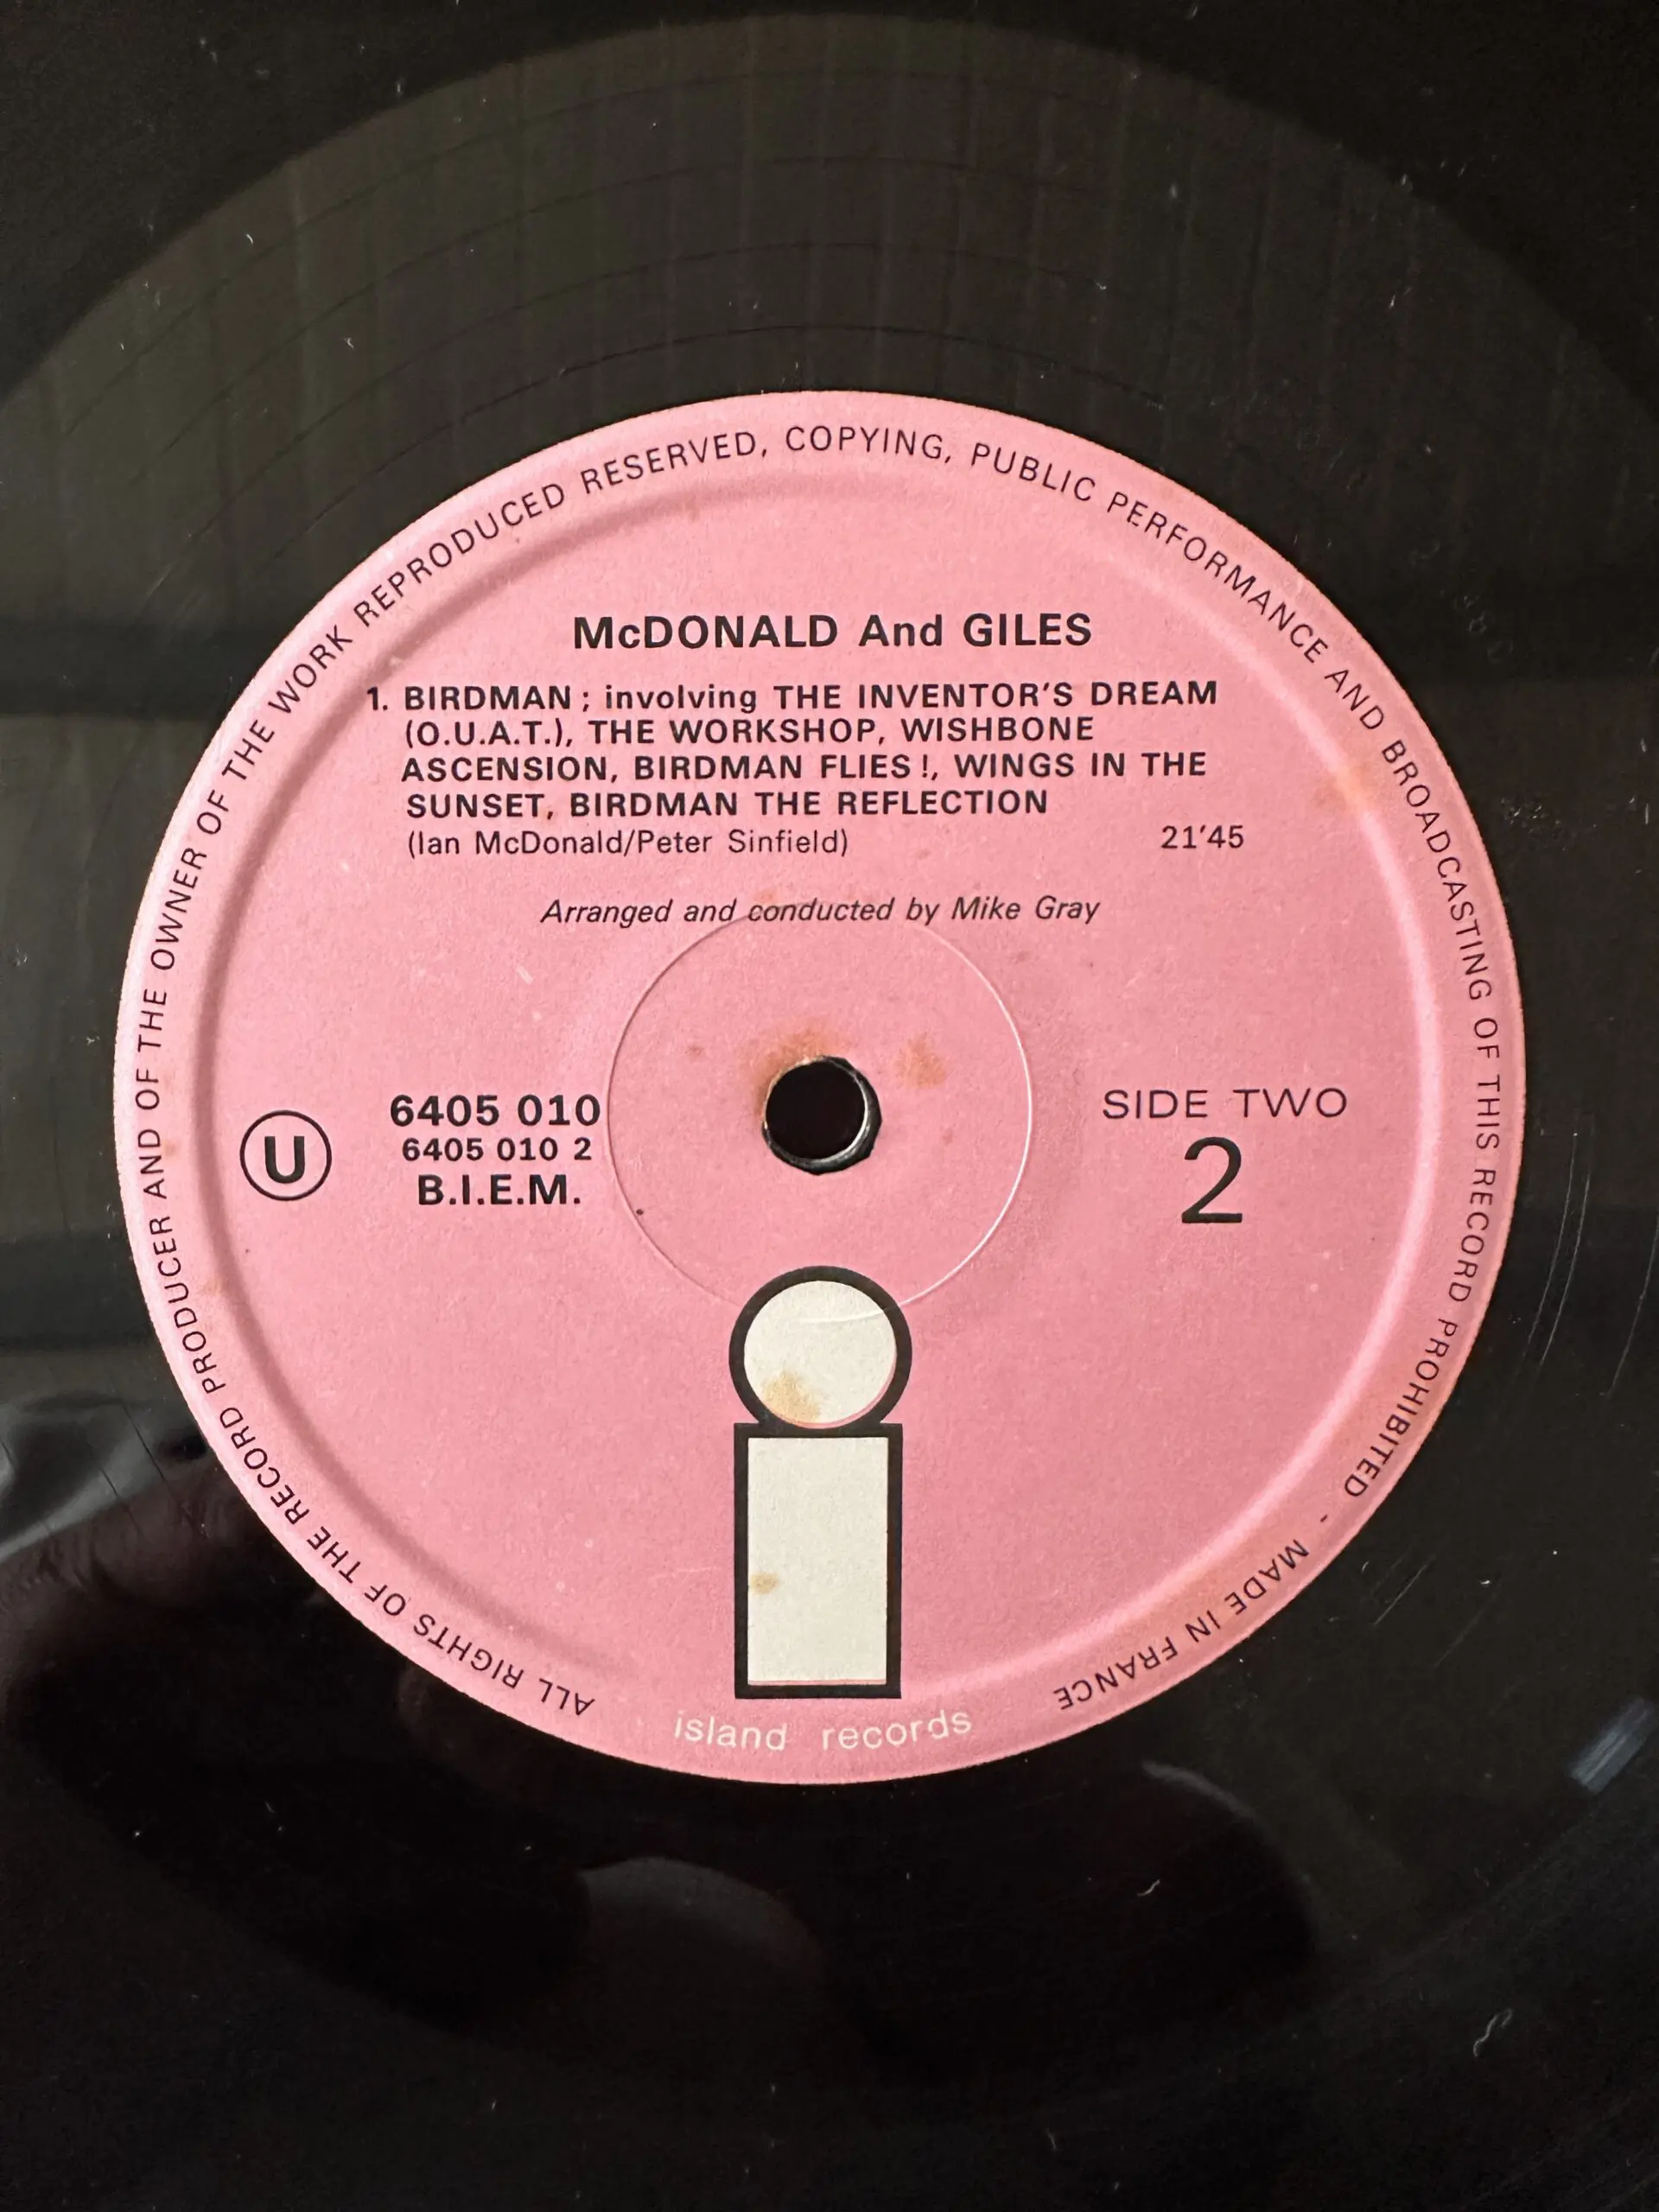 McDONALD And GILES
1. BIRDMAN ; involving THE INVENTOR'S DREAM
(O.U.A.T.), THE WORKSHOP, WISHBONE
ASCENSION, BIRDMAN FLIES !, WINGS IN THE
SUNSET, BIRDMAN THE REFLECTION
(Ian McDonald/Peter Sinfield) 21'45
Arranged and conducted by Mike Gray
U
6405 010
6405 010 2
B.I.E.M.
SIDE TWO
2
i
island records
ALL RIGHTS OF THE RECORD PRODUCER AND OF THE OWNER OF THE WORK REPRODUCED RESERVED, COPYING, PUBLIC PERFORMANCE AND BROADCASTING OF THIS RECORD PROHIBITED - MADE IN FRANCE